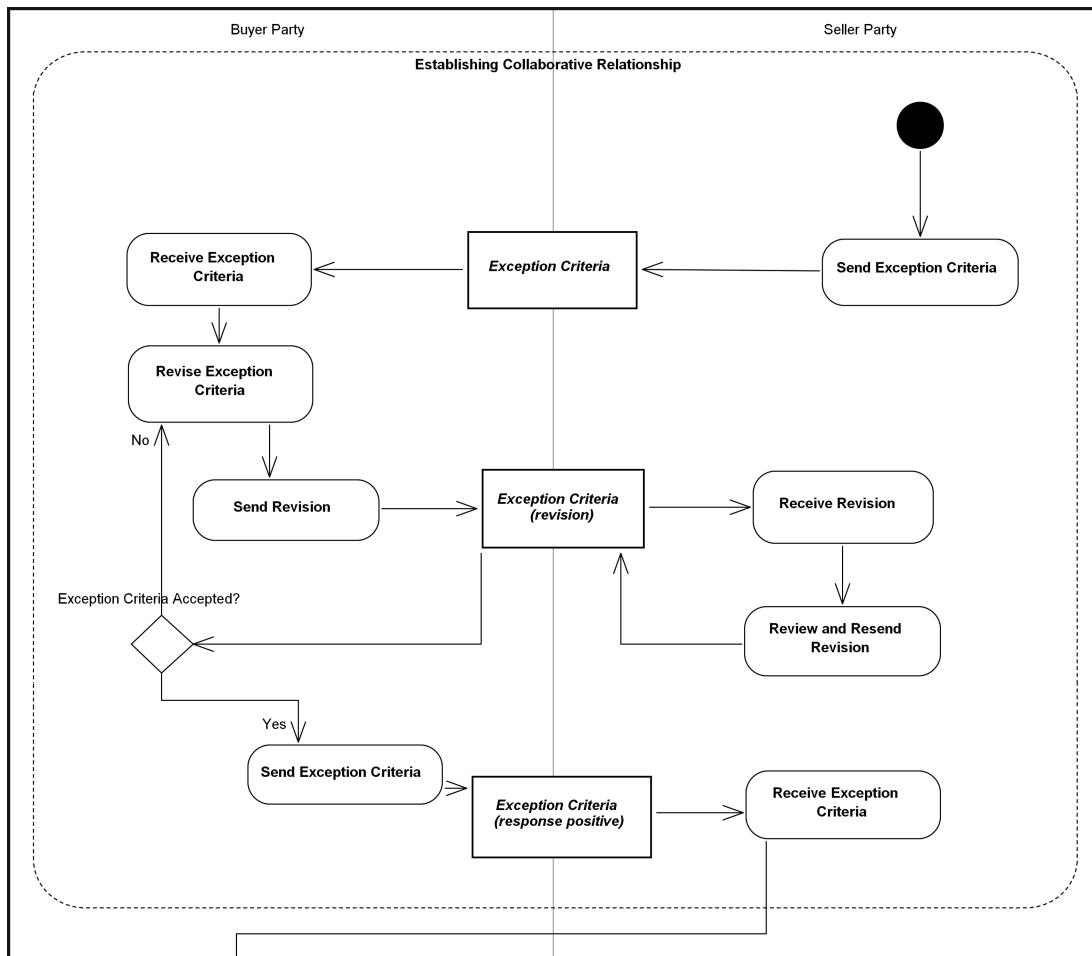 Buyer Party
Seller Party
Establishing Collaborative Relationship
Receive Exception
Criteria
Exception Criteria
Send Exception Criteria
Revise Exception
Criteria
No
Send Revision
Exception Criteria
(revision)
Receive Revision
Exception Criteria Accepted?
Review and Resend
Revision
Yes
Send Exception Criteria
Exception Criteria
(response positive)
Receive Exception
Criteria